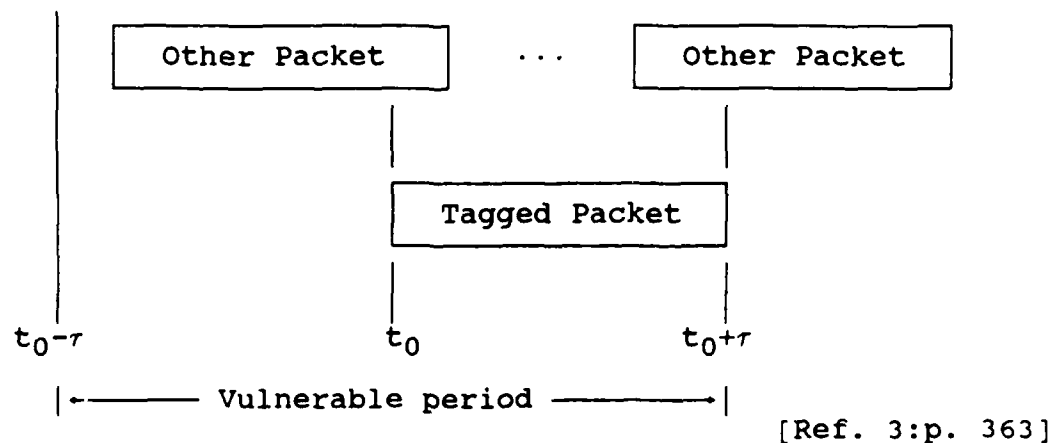 Other Packet ... Other Packet
Tagged Packet
t₀-τ t₀ t₀+τ
Vulnerable period
[Ref. 3:p. 363]